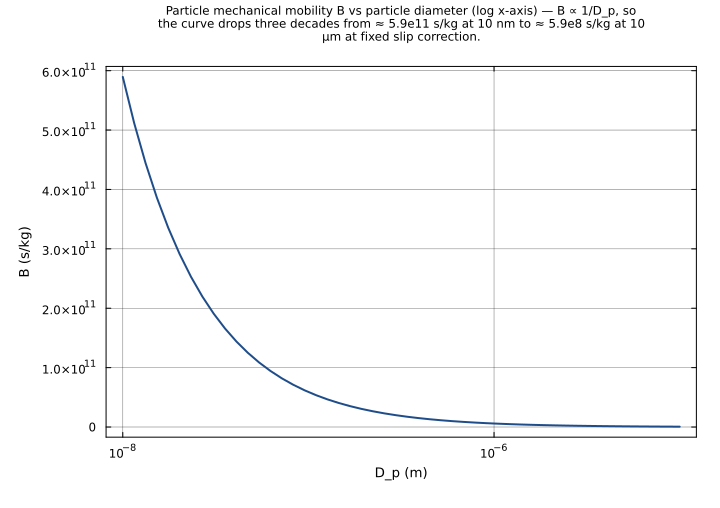 Particle mechanical mobility B vs particle diameter (log x-axis) — B ∝ 1/D_p, so
the curve drops three decades from ≈ 5.9e11 s/kg at 10 nm to ≈ 5.9e8 s/kg at 10
μm at fixed slip correction.
6.0×10¹¹
5.0×10¹¹
4.0×10¹¹
3.0×10¹¹
2.0×10¹¹
1.0×10¹¹
0
B (s/kg)
10⁻⁸
10⁻⁶
D_p (m)